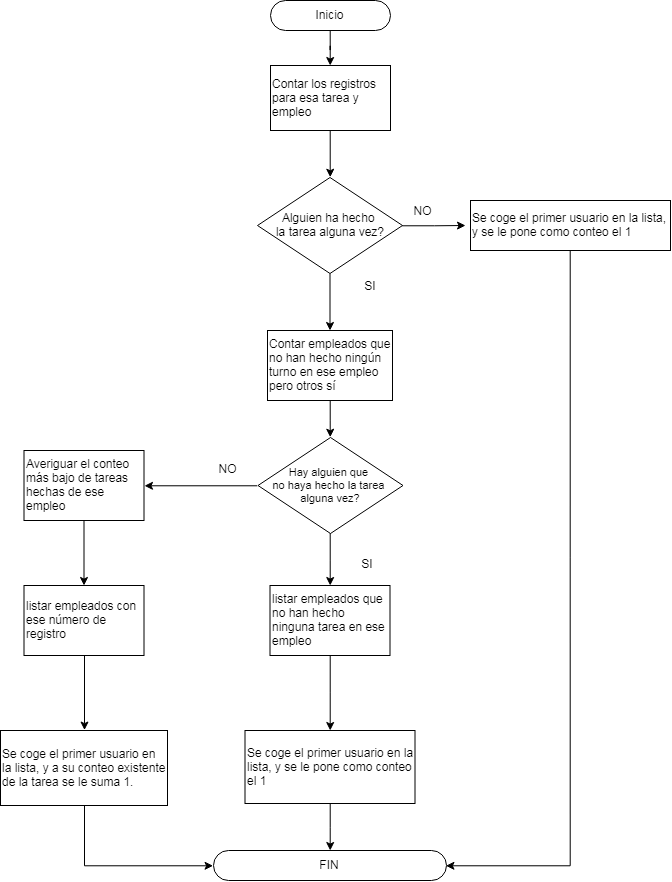 Inicio
Contar los registros
para esa tarea y
empleo
Alguien ha hecho
la tarea alguna vez?
NO
Se coge el primer usuario en la lista,
y se le pone como conteo el 1
SI
Contar empleados que
no han hecho ningún
turno en ese empleo
pero otros sí
Hay alguien que
no haya hecho la tarea
alguna vez?
NO
Averiguar el conteo
más bajo de tareas
hechas de ese
empleo
SI
listar empleados con
ese número de
registro
listar empleados que
no han hecho
ninguna tarea en ese
empleo
Se coge el primer usuario en
la lista, y a su conteo existente
de la tarea se le suma 1.
Se coge el primer usuario en la
lista, y se le pone como conteo
el 1
FIN